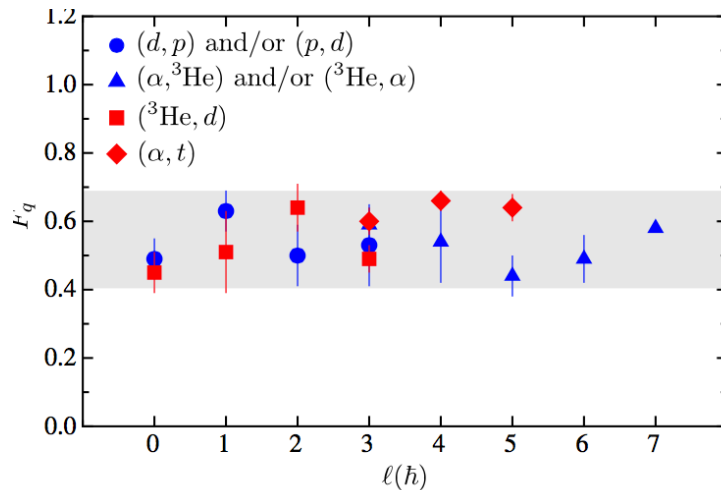 1.2
1.0
0.8
0.6
0.4
0.2
0.0
F_q
(d, p) and/or (p, d)
(α,³He) and/or (³He, α)
(³He, d)
(α, t)
0 1 2 3 4 5 6 7
ℓ(ℏ)